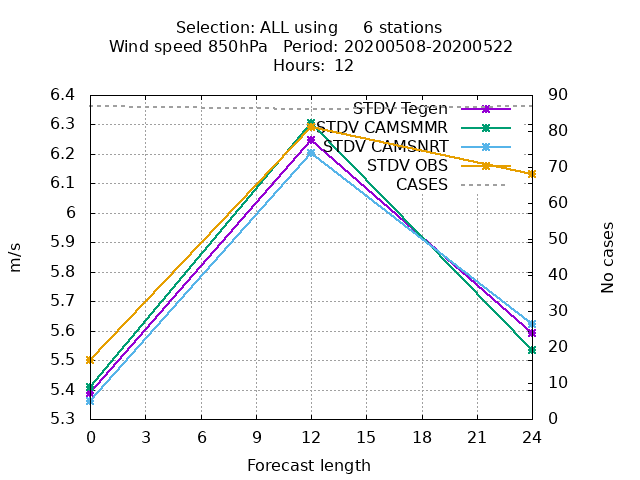 Selection: ALL using     6 stations
Wind speed 850hPa   Period: 20200508-20200522
Hours: 12
6.4
6.3
6.2
6.1
6
5.9
5.8
5.7
5.6
5.5
5.4
5.3
m/s
STDV Tegen
STDV CAMSMMR
STDV CAMSNRT
STDV OBS
CASES
90
80
70
60
50
40
30
20
10
0
No cases
0 3 6 9 12 15 18 21 24
Forecast length